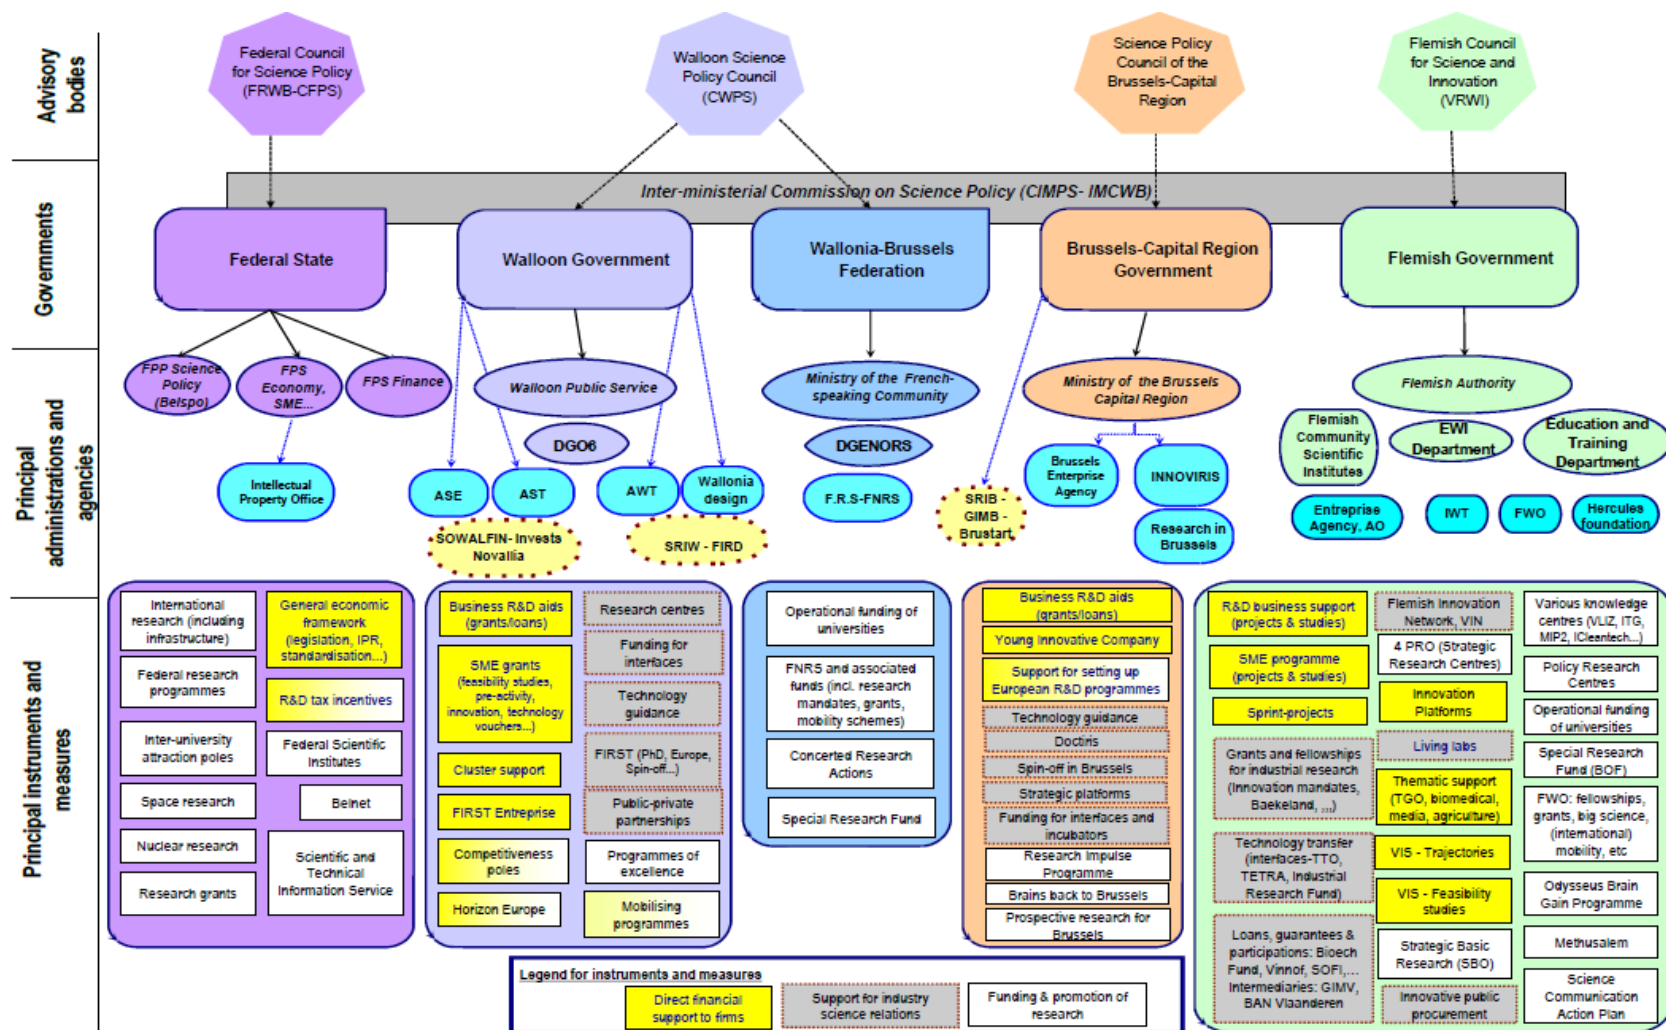 Advisory
bodies
Federal Council
for Science Policy
(FRWB-CFPS)
Walloon Science
Policy Council
(CWPS)
Science Policy
Council of the
Brussels-Capital
Region
Flemish Council
for Science and
Innovation
(VRWI)
Governments
Inter-ministerial Commission on Science Policy (CIMPS- IMCWB)
Federal State
Walloon Government
Wallonia-Brussels
Federation
Brussels-Capital Region
Government
Flemish Government
Principal
administrations and
agencies
FPP Science
Policy
(Belspo)
FPS
Economy,
SME...
FPS Finance
Intellectual
Property Office
Walloon Public Service
DGO6
ASE
AST
AWT
Wallonia
design
SOWALFIN- Invests
Novallia
SRIW - FIRD
Ministry of the French-
speaking Community
DGENORS
F.R.S-FNRS
Ministry of the Brussels
Capital Region
Brussels
Enterprise
Agency
INNOVIRIS
SRIB -
GIMB -
Brustart
Research in
Brussels
Flemish Authority
Flemish
Community
Scientific
Institutes
EWI
Department
Education and
Training
Department
Entreprise
Agency, AO
IWT
FWO
Hercules
foundation
Principal instruments and
measures
International
research (including
infrastructure)
Federal research
programmes
Inter-university
attraction poles
Space research
Nuclear research
Research grants
General economic
framework
(legislation, IPR,
standardisation...)
R&D tax incentives
Federal Scientific
Institutes
Belnet
Scientific and
Technical
Information Service
Business R&D aids
(grants/loans)
SME grants
(feasibility studies,
pre-activity,
innovation, technology
vouchers...)
Cluster support
FIRST Entreprise
Competitiveness
poles
Horizon Europe
Research centres
Funding for
interfaces
Technology
guidance
FIRST (PhD, Europe,
Spin-off...)
Public-private
partnerships
Programmes of
excellence
Mobilising
programmes
Operational funding of
universities
FNRS and associated
funds (incl. research
mandates, grants,
mobility schemes)
Concerted Research
Actions
Special Research Fund
Business R&D aids
(grants/loans)
Young Innovative Company
Support for setting up
European R&D programmes
Technology guidance
Doctiris
Spin-off in Brussels
Strategic platforms
Funding for interfaces and
incubators
Research Impulse
Programme
Brains back to Brussels
Prospective research for
Brussels
R&D business support
(projects & studies)
SME programme
(projects & studies)
Sprint-projects
Grants and fellowships
for industrial research
(Innovation mandates,
Baekeland, ,,,)
Technology transfer
(interfaces-TTO,
TETRA, Industrial
Research Fund)
Loans, guarantees &
participations: Bioech
Fund, Vinnof, SOFI,...
Intermediaries: GIMV,
BAN Vlaanderen
Flemish Innovation
Network, VIN
4 PRO (Strategic
Research Centres)
Innovation
Platforms
Living labs
Thematic support
(TGO, biomedical,
media, agriculture)
VIS - Trajectories
VIS - Feasibility
studies
Strategic Basic
Research (SBO)
Innovative public
procurement
Various knowledge
centres (VLIZ, ITG,
MIP2, ICleantech...)
Policy Research
Centres
Operational funding
of universities
Special Research
Fund (BOF)
FWO: fellowships,
grants, big science,
(international)
mobility, etc
Odysseus Brain
Gain Programme
Methusalem
Science
Communication
Action Plan
Legend for instruments and measures
Direct financial
support to firms
Support for industry
science relations
Funding & promotion of
research